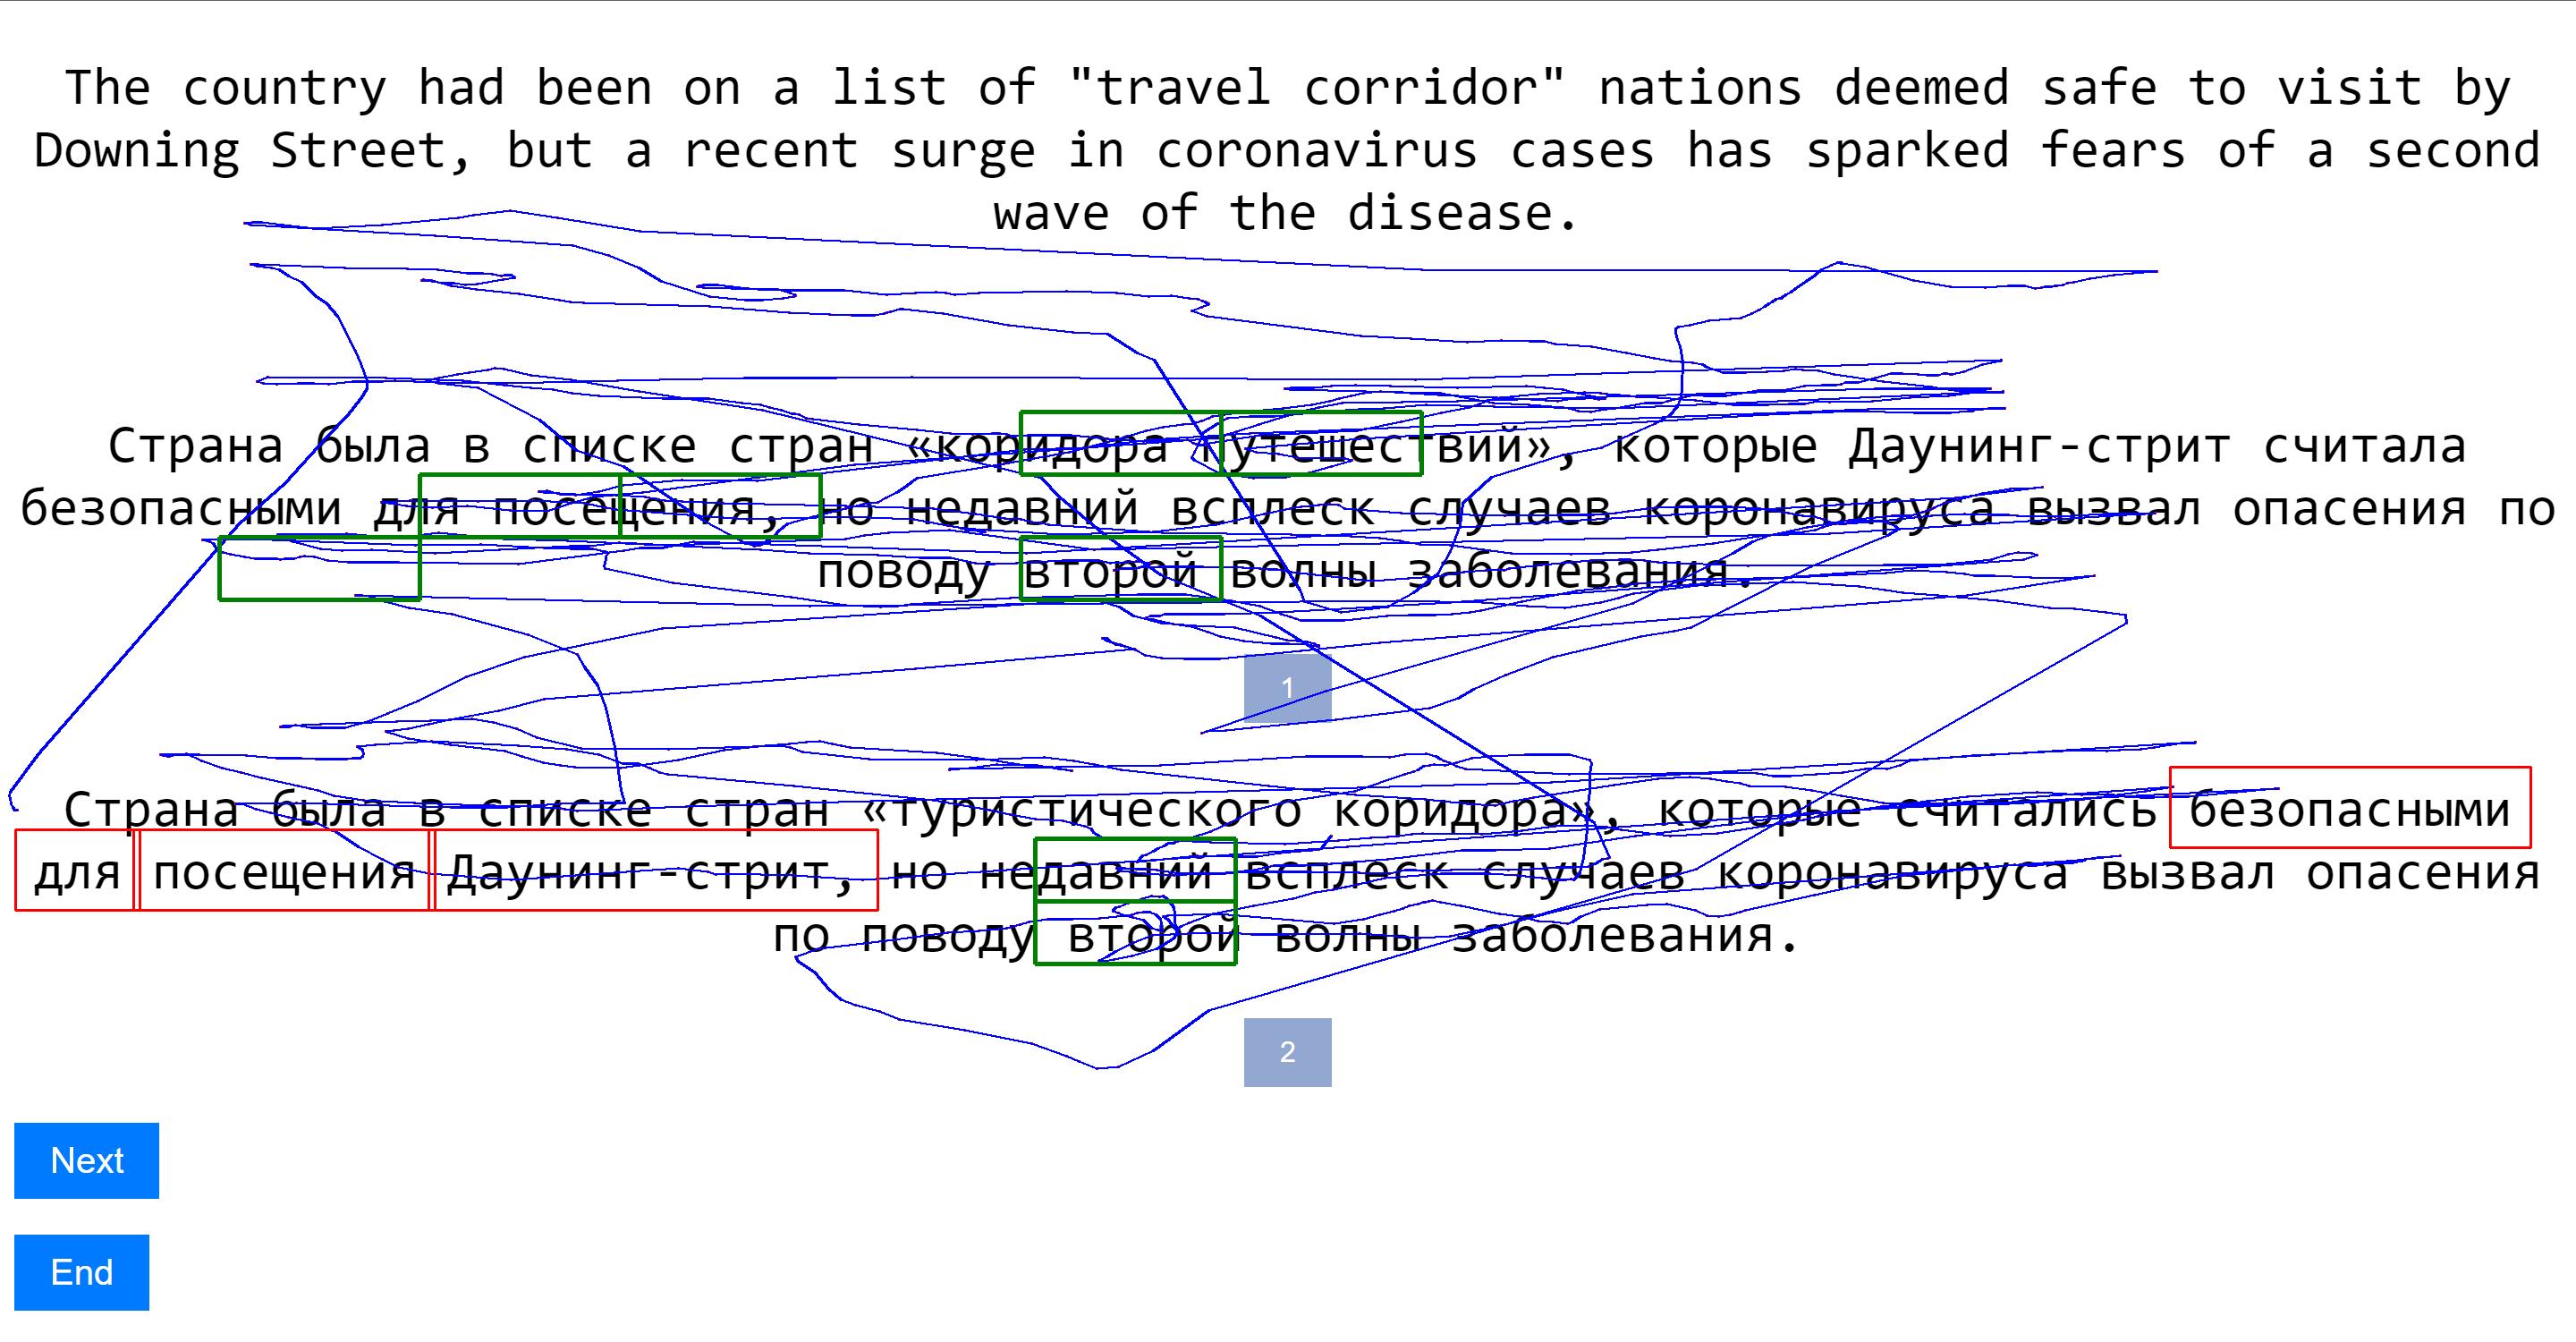 The country had been on a list of "travel corridor" nations deemed safe to visit by
Downing Street, but a recent surge in coronavirus cases has sparked fears of a second
wave of the disease.
Страна была в списке стран «коридора путешествий», которые Даунинг-стрит считала
безопасными для посещения, но недавний всплеск случаев коронавируса вызвал опасения по
поводу второй волны заболевания.
1
Страна была в списке стран «туристического коридора», которые считались безопасными
для посещения Даунинг-стрит, но недавний всплеск случаев коронавируса вызвал опасения
по поводу второй волны заболевания.
2
Next
End